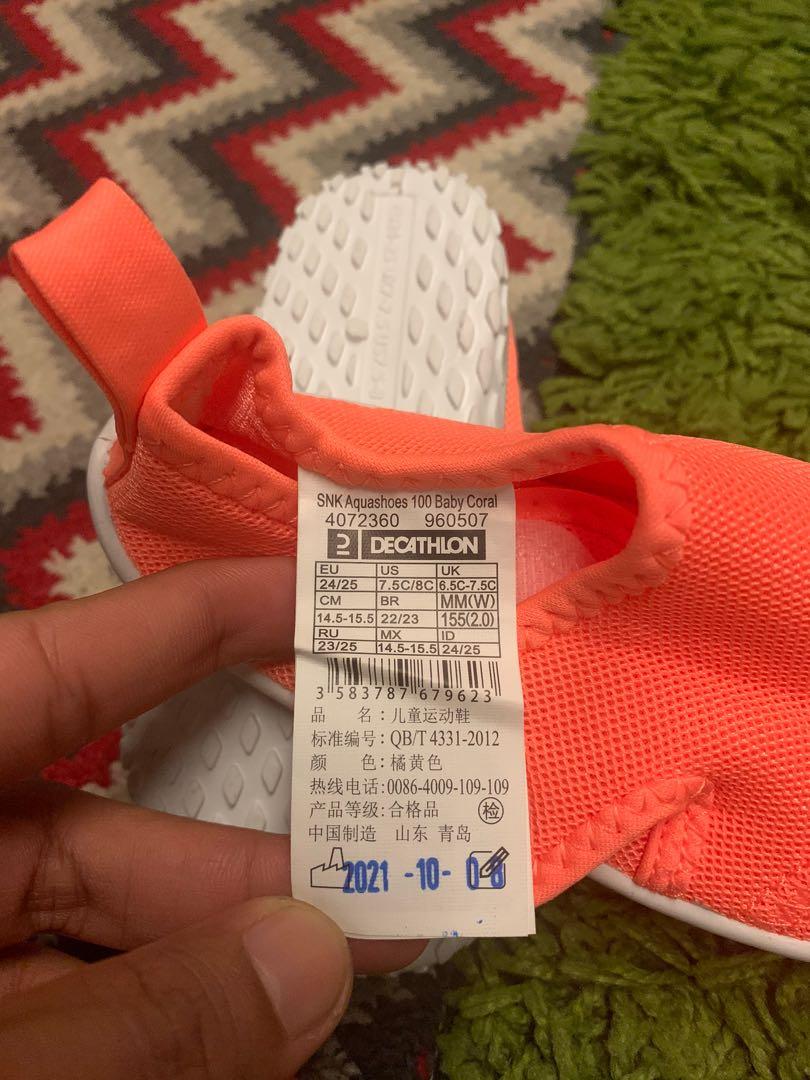 SNK Aquashoes 100 Baby Coral
4072360 960507
DECATHLON
EU US UK
24/25 7.5C/8C 6.5C-7.5C
CM BR MM(W)
14.5-15.5 22/23 155(2.0)
RU MX ID
23/25 14.5-15.5 24/25
3 583787 679623
品 名：儿童运动鞋
标准编号：QB/T 4331-2012
颜 色：橘黄色
热线电话:0086-4009-109-109
产品等级:合格品 检
中国制造 山东 青岛
2021 -10- 08